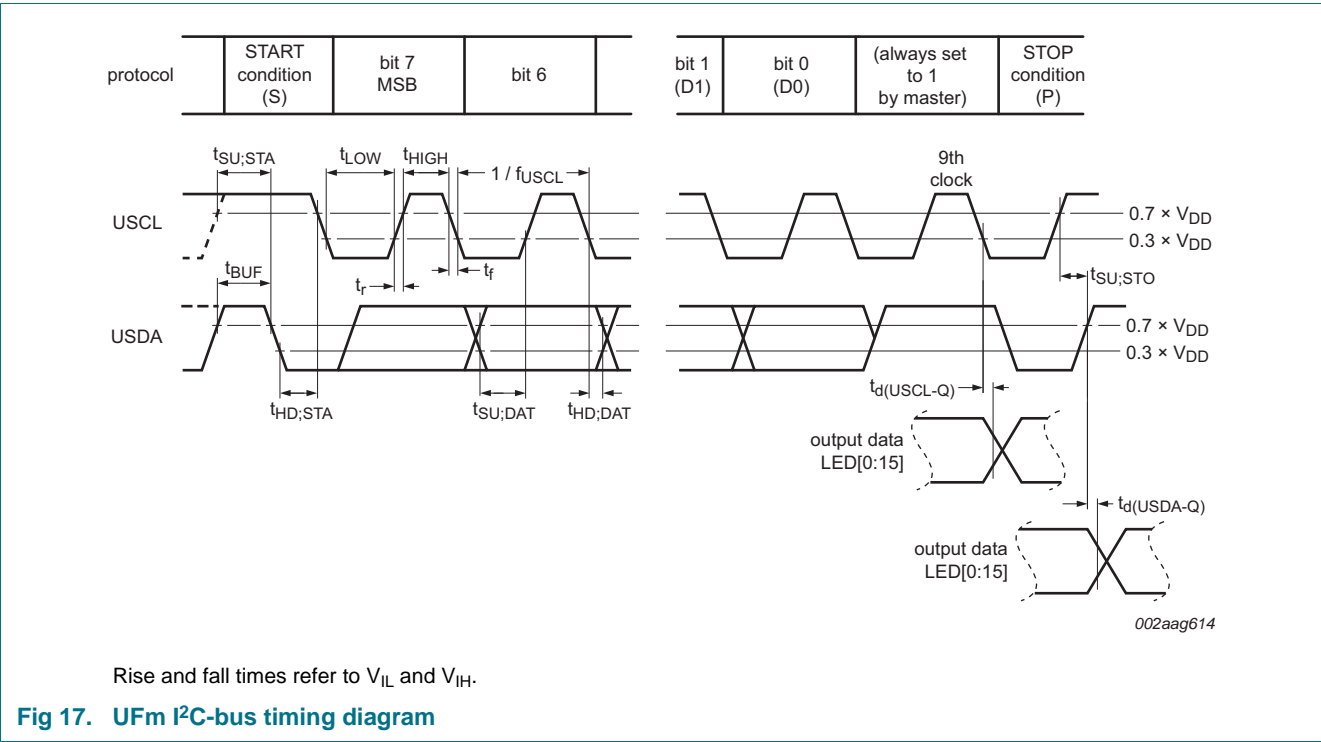 protocol
START
condition
(S)
bit 7
MSB
bit 6
bit 1
(D1)
bit 0
(D0)
(always set
to 1
by master)
STOP
condition
(P)
tSU;STA
tLOW
tHIGH
1 / fUSCL
9th
clock
USCL
0.7 × VDD
0.3 × VDD
tBUF
tr
tf
tSU;STO
USDA
0.7 × VDD
0.3 × VDD
tHD;STA
tSU;DAT
tHD;DAT
td(USCL-Q)
output data
LED[0:15]
td(USDA-Q)
output data
LED[0:15]
002aag614
Rise and fall times refer to VIL and VIH.
Fig 17. UFm I²C-bus timing diagram